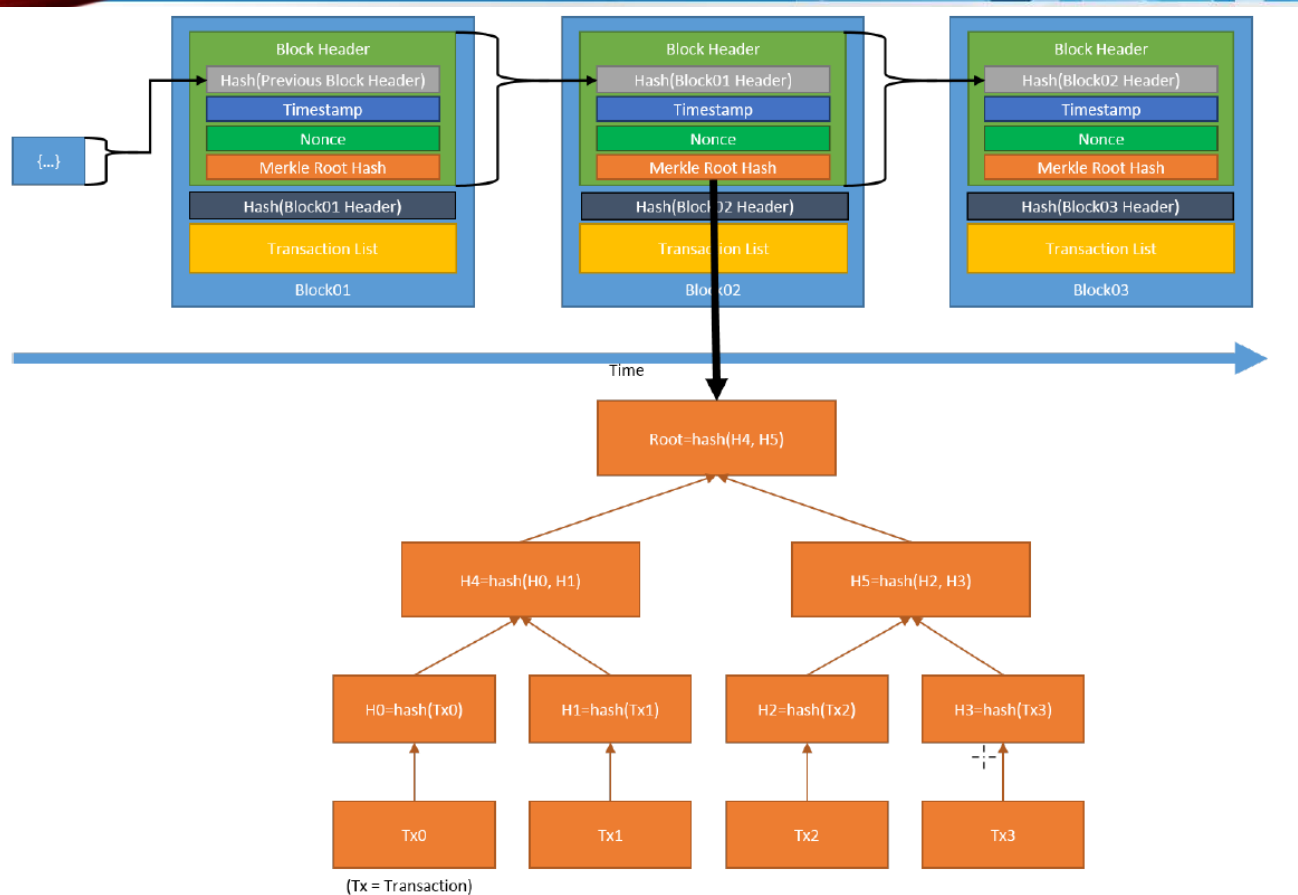 Block Header
Block Header
Block Header
Hash(Previous Block Header)
Hash(Block01 Header)
Hash(Block02 Header)
Timestamp
Timestamp
Timestamp
{...}
Nonce
Nonce
Nonce
Merkle Root Hash
Merkle Root Hash
Merkle Root Hash
Hash(Block01 Header)
Hash(Block02 Header)
Hash(Block03 Header)
Transaction List
Transaction List
Transaction List
Block01
Block02
Block03
Time
Root=hash(H4, H5)
H4=hash(H0, H1)
H5=hash(H2, H3)
H0=hash(Tx0)
H1=hash(Tx1)
H2=hash(Tx2)
H3=hash(Tx3)
Tx0
Tx1
Tx2
Tx3
(Tx = Transaction)